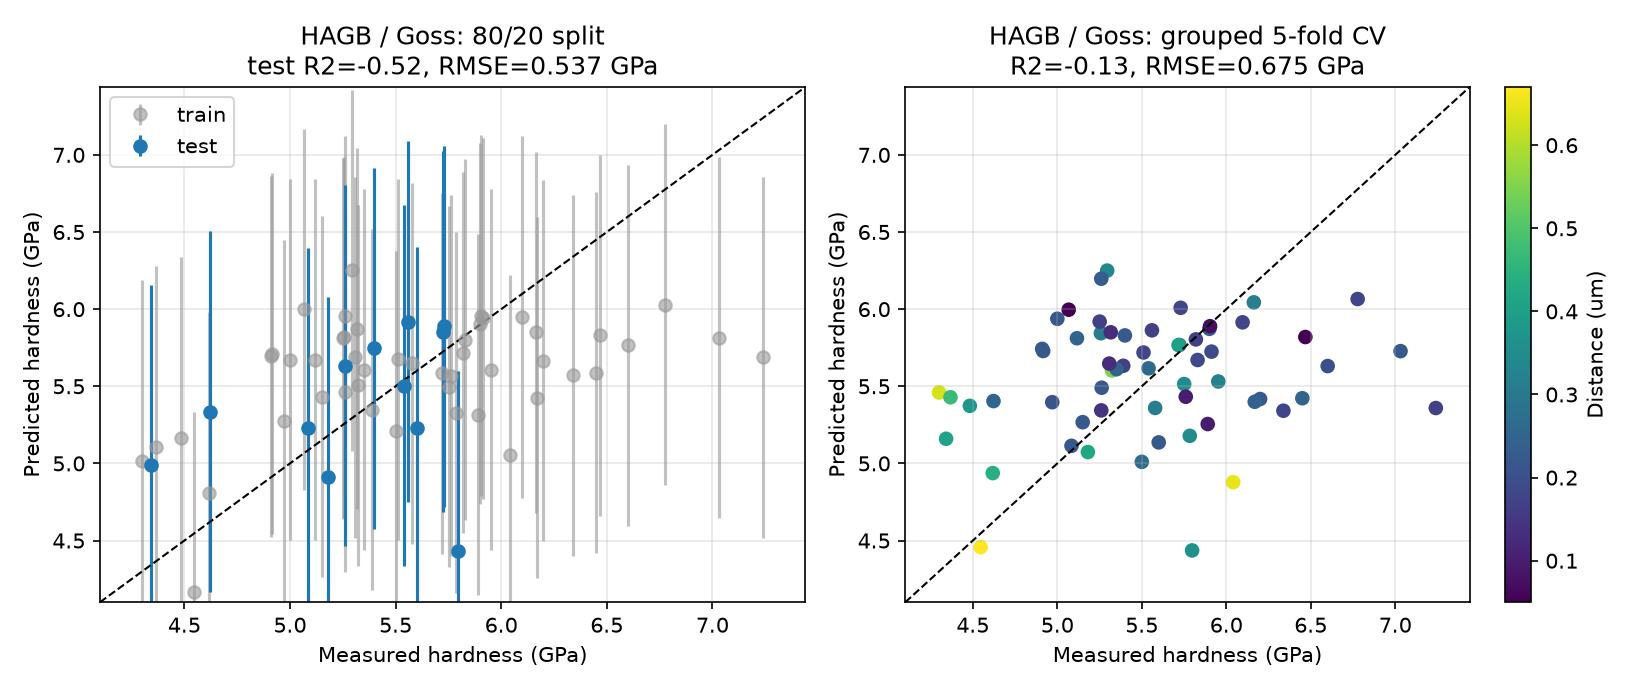 HAGB / Goss: 80/20 split
test R2=-0.52, RMSE=0.537 GPa
train
test
7.0
6.5
6.0
5.5
5.0
4.5
Predicted hardness (GPa)
4.5 5.0 5.5 6.0 6.5 7.0
Measured hardness (GPa)
HAGB / Goss: grouped 5-fold CV
R2=-0.13, RMSE=0.675 GPa
7.0
6.5
6.0
5.5
5.0
4.5
Predicted hardness (GPa)
4.5 5.0 5.5 6.0 6.5 7.0
Measured hardness (GPa)
0.6
0.5
0.4
0.3
0.2
0.1
Distance (um)